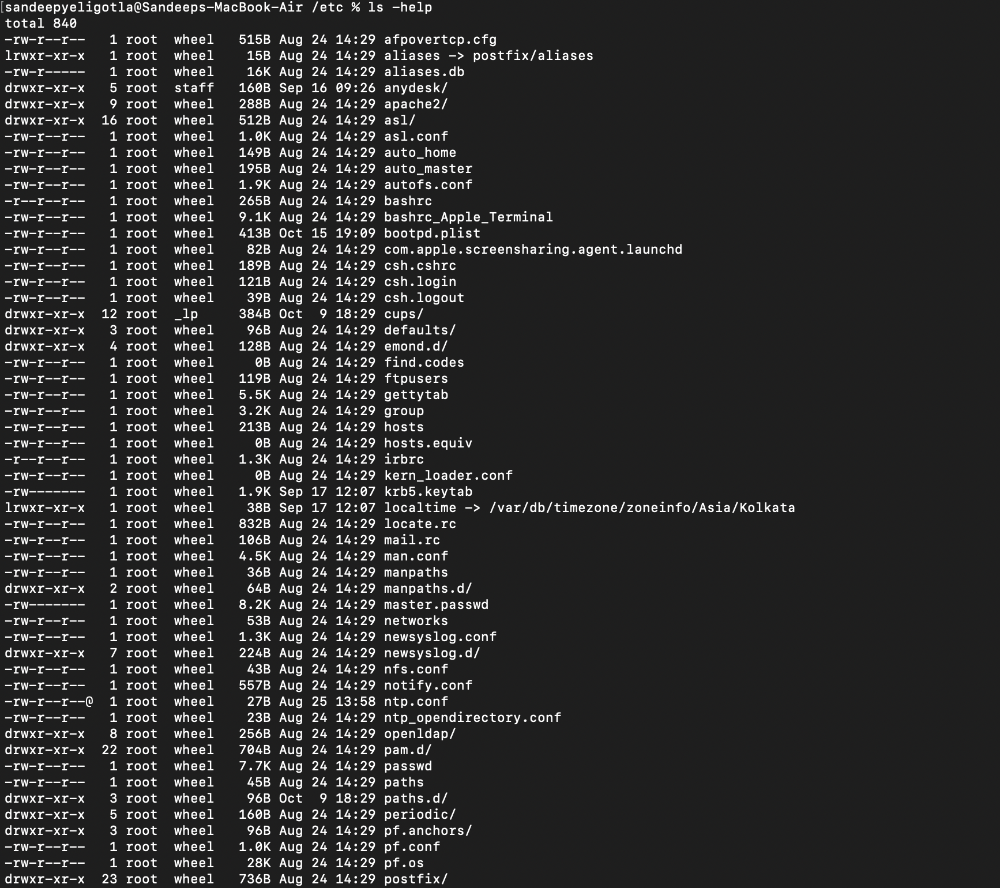 [sandeepyeligotla@Sandeeps-MacBook-Air /etc % ls -help
total 840
-rw-r--r--   1 root  wheel   515B Aug 24 14:29 afpovertcp.cfg
lrwxr-xr-x   1 root  wheel    15B Aug 24 14:29 aliases -> postfix/aliases
-rw-r-----   1 root  wheel    16K Aug 24 14:29 aliases.db
drwxr-xr-x   5 root  staff   160B Sep 16 09:26 anydesk/
drwxr-xr-x   9 root  wheel   288B Aug 24 14:29 apache2/
drwxr-xr-x  16 root  wheel   512B Aug 24 14:29 asl/
-rw-r--r--   1 root  wheel   1.0K Aug 24 14:29 asl.conf
-rw-r--r--   1 root  wheel   149B Aug 24 14:29 auto_home
-rw-r--r--   1 root  wheel   195B Aug 24 14:29 auto_master
-rw-r--r--   1 root  wheel   1.9K Aug 24 14:29 autofs.conf
-r--r--r--   1 root  wheel   265B Aug 24 14:29 bashrc
-rw-r--r--   1 root  wheel   9.1K Aug 24 14:29 bashrc_Apple_Terminal
-rw-r--r--   1 root  wheel   413B Oct 15 19:09 bootpd.plist
-rw-r--r--   1 root  wheel    82B Aug 24 14:29 com.apple.screensharing.agent.launchd
-rw-r--r--   1 root  wheel   189B Aug 24 14:29 csh.cshrc
-rw-r--r--   1 root  wheel   121B Aug 24 14:29 csh.login
-rw-r--r--   1 root  wheel    39B Aug 24 14:29 csh.logout
drwxr-xr-x  12 root  _lp     384B Oct  9 18:29 cups/
drwxr-xr-x   3 root  wheel    96B Aug 24 14:29 defaults/
drwxr-xr-x   4 root  wheel   128B Aug 24 14:29 emond.d/
-rw-r--r--   1 root  wheel     0B Aug 24 14:29 find.codes
-rw-r--r--   1 root  wheel   119B Aug 24 14:29 ftpusers
-rw-r--r--   1 root  wheel   5.5K Aug 24 14:29 gettytab
-rw-r--r--   1 root  wheel   3.2K Aug 24 14:29 group
-rw-r--r--   1 root  wheel   213B Aug 24 14:29 hosts
-rw-r--r--   1 root  wheel     0B Aug 24 14:29 hosts.equiv
-r--r--r--   1 root  wheel   1.3K Aug 24 14:29 irbrc
-rw-r--r--   1 root  wheel     0B Aug 24 14:29 kern_loader.conf
-rw-------   1 root  wheel   1.9K Sep 17 12:07 krb5.keytab
lrwxr-xr-x   1 root  wheel    38B Sep 17 12:07 localtime -> /var/db/timezone/zoneinfo/Asia/Kolkata
-rw-r--r--   1 root  wheel   832B Aug 24 14:29 locate.rc
-rw-r--r--   1 root  wheel   106B Aug 24 14:29 mail.rc
-rw-r--r--   1 root  wheel   4.5K Aug 24 14:29 man.conf
-rw-r--r--   1 root  wheel    36B Aug 24 14:29 manpaths
drwxr-xr-x   2 root  wheel    64B Aug 24 14:29 manpaths.d/
-rw-------   1 root  wheel   8.2K Aug 24 14:29 master.passwd
-rw-r--r--   1 root  wheel    53B Aug 24 14:29 networks
-rw-r--r--   1 root  wheel   1.3K Aug 24 14:29 newsyslog.conf
drwxr-xr-x   7 root  wheel   224B Aug 24 14:29 newsyslog.d/
-rw-r--r--   1 root  wheel    43B Aug 24 14:29 nfs.conf
-rw-r--r--   1 root  wheel   557B Aug 24 14:29 notify.conf
-rw-r--r--@  1 root  wheel    27B Aug 25 13:58 ntp.conf
-rw-r--r--   1 root  wheel    23B Aug 24 14:29 ntp_opendirectory.conf
drwxr-xr-x   8 root  wheel   256B Aug 24 14:29 openldap/
drwxr-xr-x  22 root  wheel   704B Aug 24 14:29 pam.d/
-rw-r--r--   1 root  wheel   7.7K Aug 24 14:29 passwd
-rw-r--r--   1 root  wheel    45B Aug 24 14:29 paths
drwxr-xr-x   3 root  wheel    96B Oct  9 18:29 paths.d/
drwxr-xr-x   5 root  wheel   160B Aug 24 14:29 periodic/
drwxr-xr-x   3 root  wheel    96B Aug 24 14:29 pf.anchors/
-rw-r--r--   1 root  wheel   1.0K Aug 24 14:29 pf.conf
-rw-r--r--   1 root  wheel    28K Aug 24 14:29 pf.os
drwxr-xr-x  23 root  wheel   736B Aug 24 14:29 postfix/